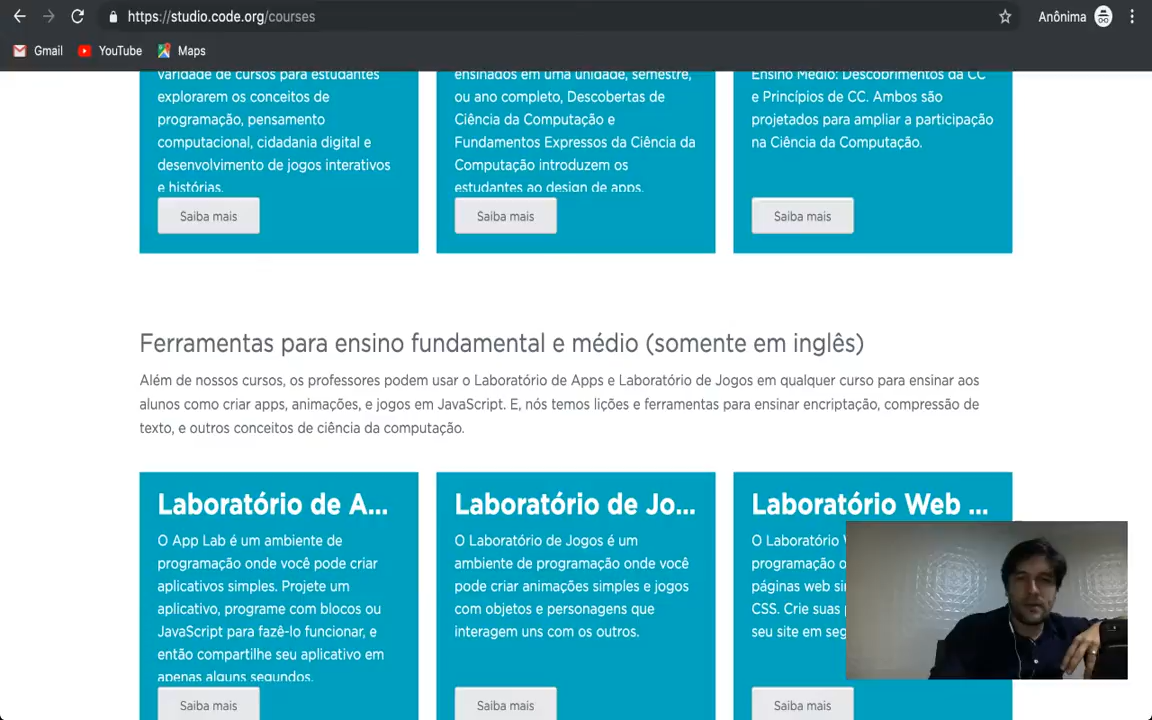 https://studio.code.org/courses
Anônima
Gmail
YouTube
Maps
varidade de cursos para estudantes
explorarem os conceitos de
programação, pensamento
computacional, cidadania digital e
desenvolvimento de jogos interativos
e histórias.
Saiba mais
ensinados em uma unidade, semestre,
ou ano completo, Descobertas de
Ciência da Computação e
Fundamentos Expressos da Ciência da
Computação introduzem os
estudantes ao design de apps.
Saiba mais
Ensino Médio: Descobrimentos da CC
e Princípios de CC. Ambos são
projetados para ampliar a participação
na Ciência da Computação.
Saiba mais
Ferramentas para ensino fundamental e médio (somente em inglês)
Além de nossos cursos, os professores podem usar o Laboratório de Apps e Laboratório de Jogos em qualquer curso para ensinar aos
alunos como criar apps, animações, e jogos em JavaScript. E, nós temos lições e ferramentas para ensinar encriptação, compressão de
texto, e outros conceitos de ciência da computação.
Laboratório de A...
O App Lab é um ambiente de
programação onde você pode criar
aplicativos simples. Projete um
aplicativo, programe com blocos ou
JavaScript para fazê-lo funcionar, e
então compartilhe seu aplicativo em
apenas alguns segundos.
Saiba mais
Laboratório de Jo...
O Laboratório de Jogos é um
ambiente de programação onde você
pode criar animações simples e jogos
com objetos e personagens que
interagem uns com os outros.
Saiba mais
Laboratório Web ...
O Laboratório
programação
páginas web
CSS. Crie suas
seu site em
Saiba mais